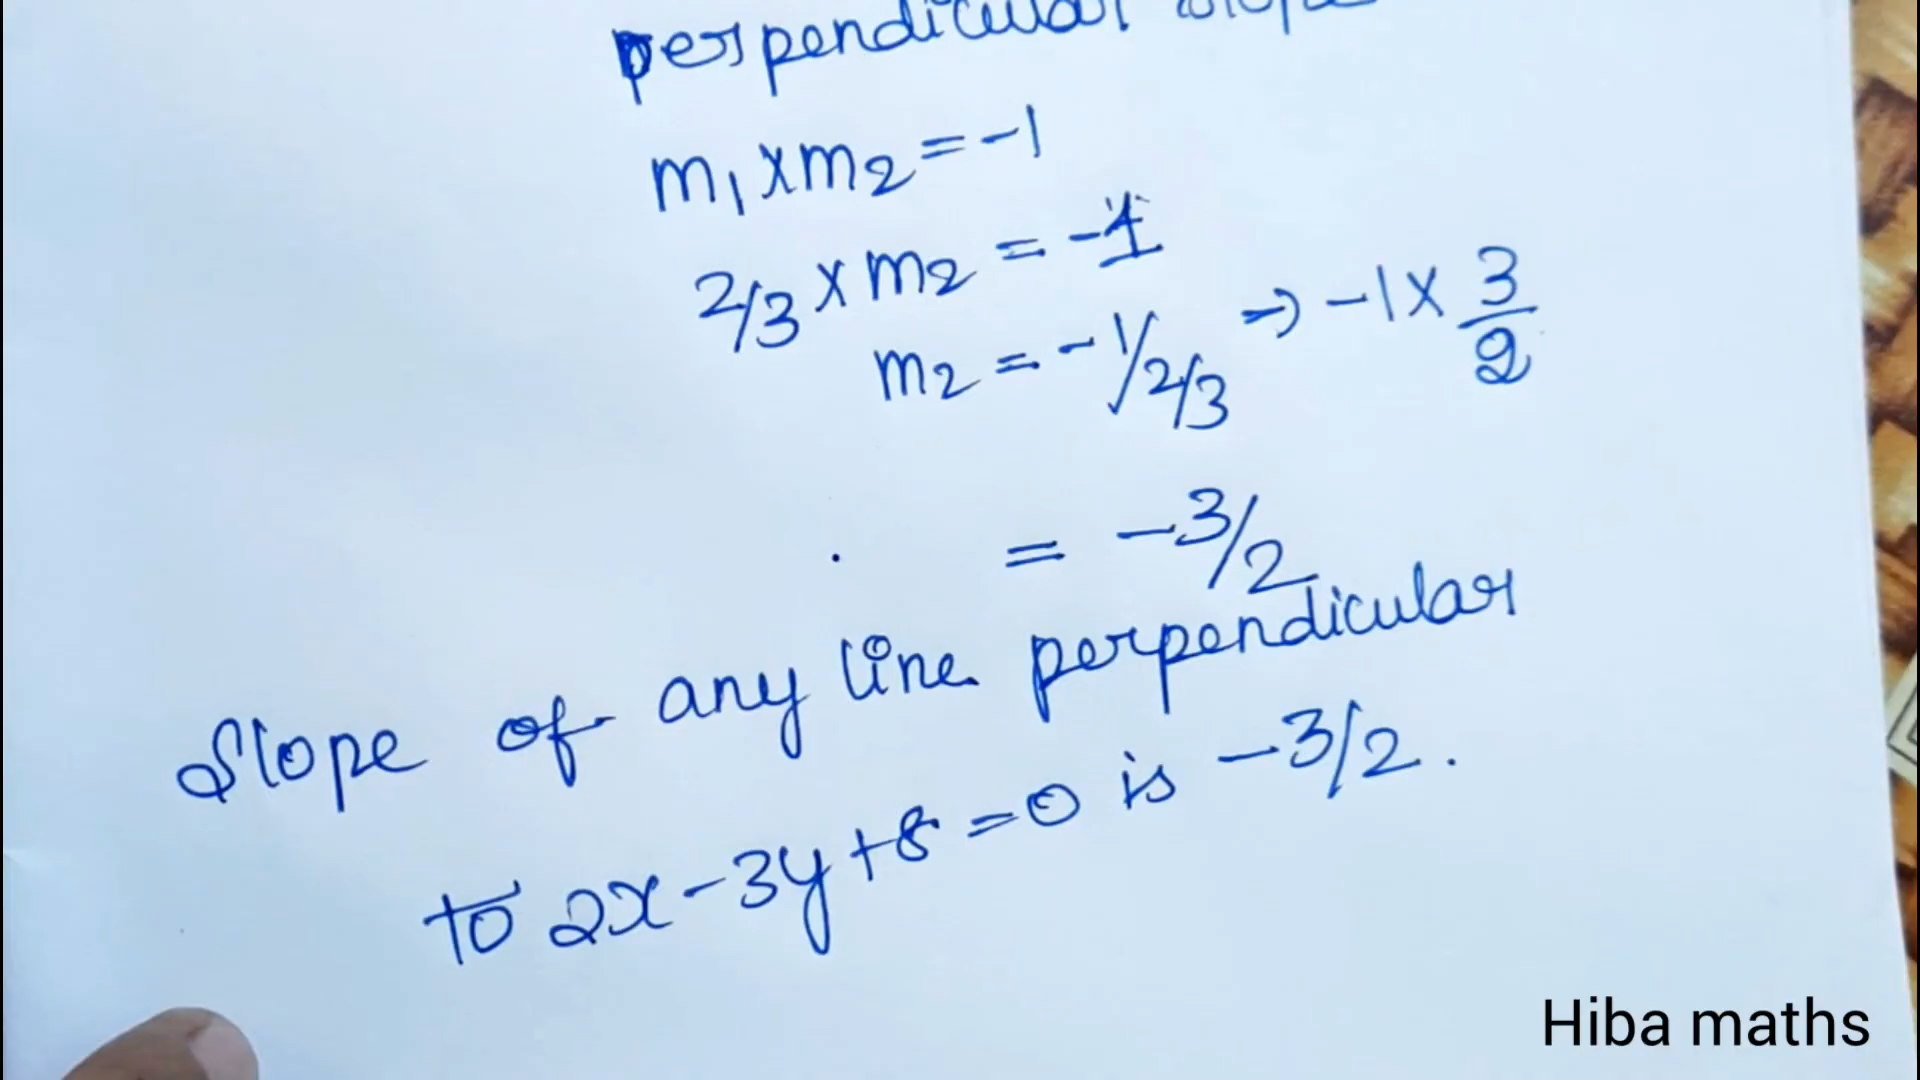 perpendicular slope
m₁ × m₂ = -1
2/3 × m₂ = -1
m₂ = -1/2/3 ⇒ -1 × 3/2
= -3/2
Slope of any line perpendicular
to 2x - 3y + 8 = 0 is -3/2.
Hiba maths